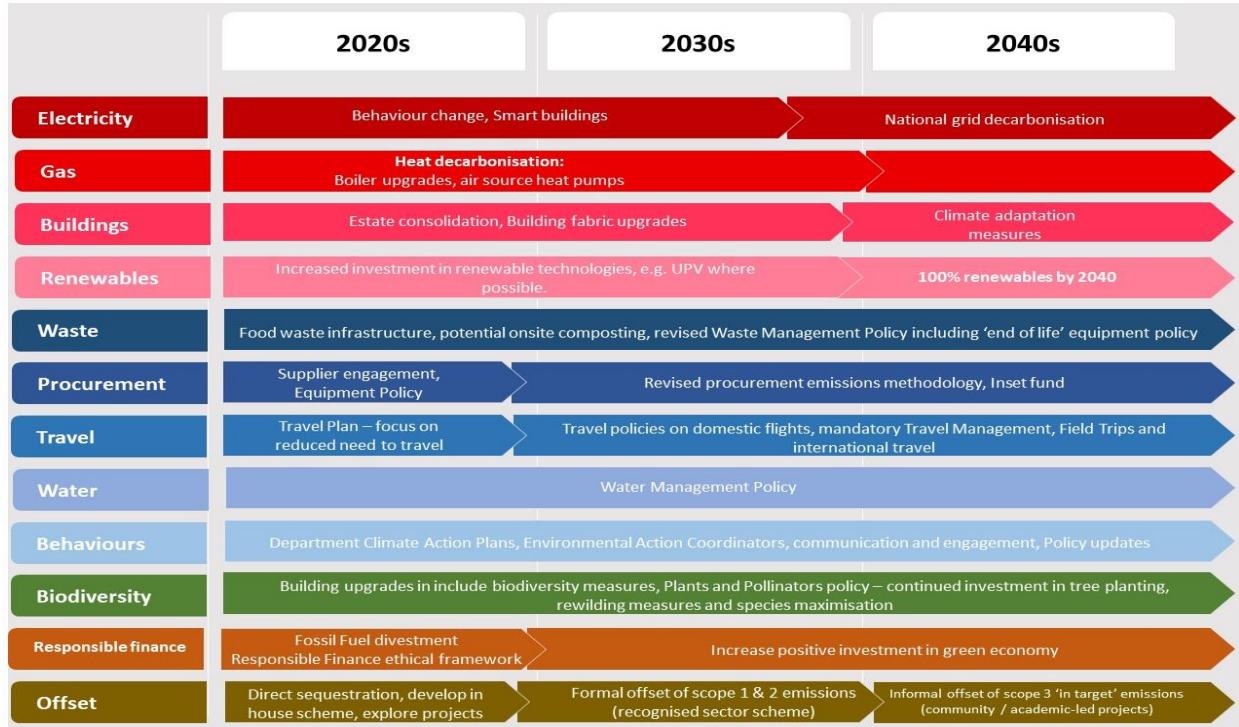 2020s
2030s
2040s
Electricity
Behaviour change, Smart buildings
National grid decarbonisation
Gas
Heat decarbonisation:
Boiler upgrades, air source heat pumps
Buildings
Estate consolidation, Building fabric upgrades
Climate adaptation
measures
Renewables
Increased investment in renewable technologies, e.g. UPV where
possible.
100% renewables by 2040
Waste
Food waste infrastructure, potential onsite composting, revised Waste Management Policy including ‘end of life’ equipment policy
Procurement
Supplier engagement,
Equipment Policy
Revised procurement emissions methodology, Inset fund
Travel
Travel Plan – focus on
reduced need to travel
Travel policies on domestic flights, mandatory Travel Management, Field Trips and
international travel
Water
Water Management Policy
Behaviours
Department Climate Action Plans, Environmental Action Coordinators, communication and engagement, Policy updates
Biodiversity
Building upgrades in include biodiversity measures, Plants and Pollinators policy – continued investment in tree planting,
rewilding measures and species maximisation
Responsible finance
Fossil Fuel divestment
Responsible Finance ethical framework
Increase positive investment in green economy
Offset
Direct sequestration, develop in
house scheme, explore projects
Formal offset of scope 1 & 2 emissions
(recognised sector scheme)
Informal offset of scope 3 ‘in target’ emissions
(community / academic-led projects)